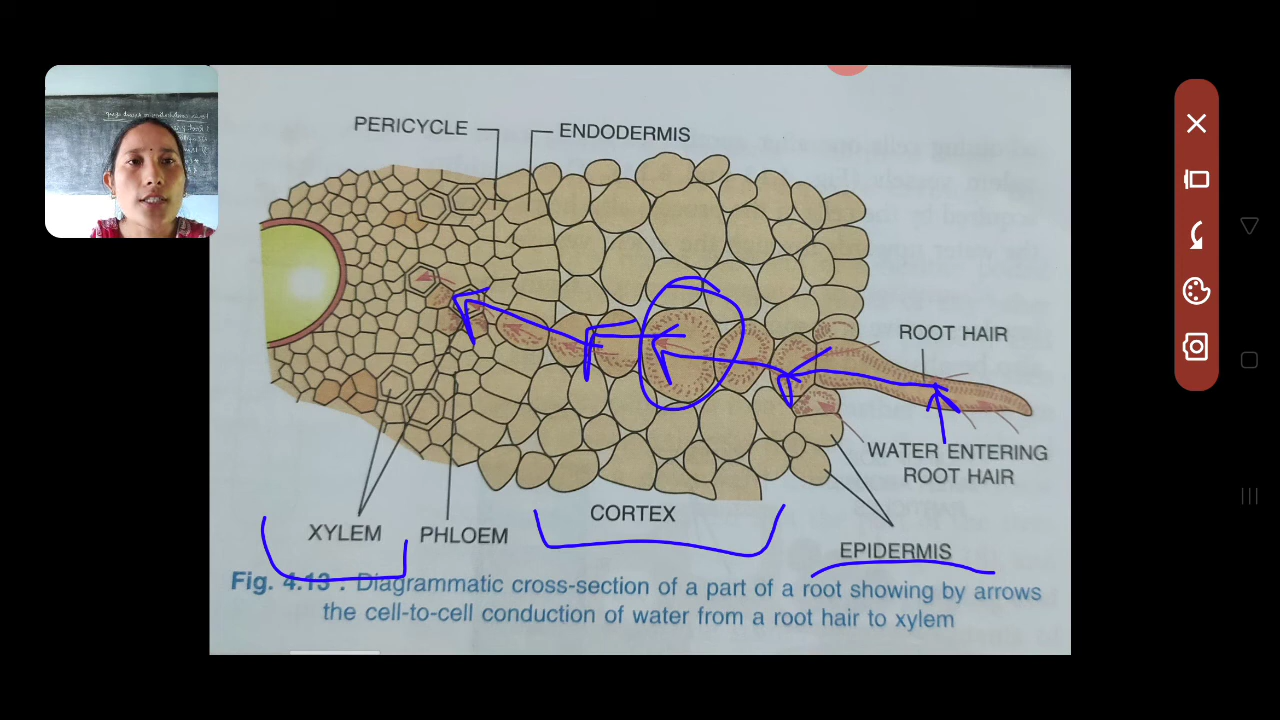 PERICYCLE
ENDODERMIS
ROOT HAIR
WATER ENTERING
ROOT HAIR
CORTEX
XYLEM
PHLOEM
EPIDERMIS
Fig. 4.13 . Diagrammatic cross-section of a part of a root showing by arrows
the cell-to-cell conduction of water from a root hair to xylem